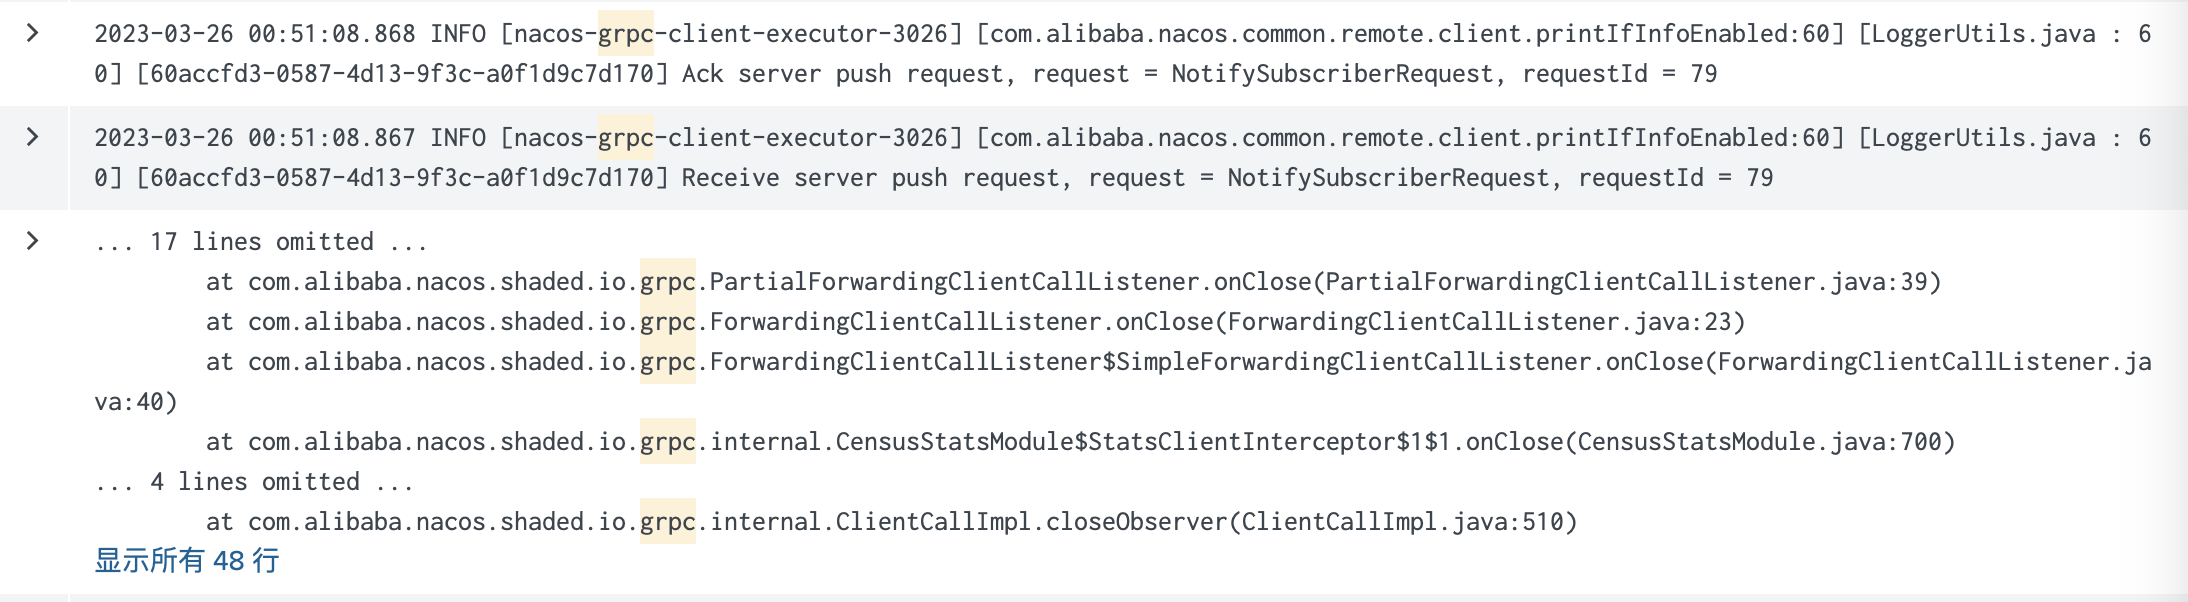 2023-03-26 00:51:08.868 INFO [nacos-grpc-client-executor-3026] [com.alibaba.nacos.common.remote.client.printIfInfoEnabled:60] [LoggerUtils.java : 6
0] [60accfd3-0587-4d13-9f3c-a0f1d9c7d170] Ack server push request, request = NotifySubscriberRequest, requestId = 79
2023-03-26 00:51:08.867 INFO [nacos-grpc-client-executor-3026] [com.alibaba.nacos.common.remote.client.printIfInfoEnabled:60] [LoggerUtils.java : 6
0] [60accfd3-0587-4d13-9f3c-a0f1d9c7d170] Receive server push request, request = NotifySubscriberRequest, requestId = 79
... 17 lines omitted ...
at com.alibaba.nacos.shaded.io.grpc.PartialForwardingClientCallListener.onClose(PartialForwardingClientCallListener.java:39)
at com.alibaba.nacos.shaded.io.grpc.ForwardingClientCallListener.onClose(ForwardingClientCallListener.java:23)
at com.alibaba.nacos.shaded.io.grpc.ForwardingClientCallListener$SimpleForwardingClientCallListener.onClose(ForwardingClientCallListener.ja
va:40)
at com.alibaba.nacos.shaded.io.grpc.internal.CensusStatsModule$StatsClientInterceptor$1$1.onClose(CensusStatsModule.java:700)
... 4 lines omitted ...
at com.alibaba.nacos.shaded.io.grpc.internal.ClientCallImpl.closeObserver(ClientCallImpl.java:510)
显示所有 48 行